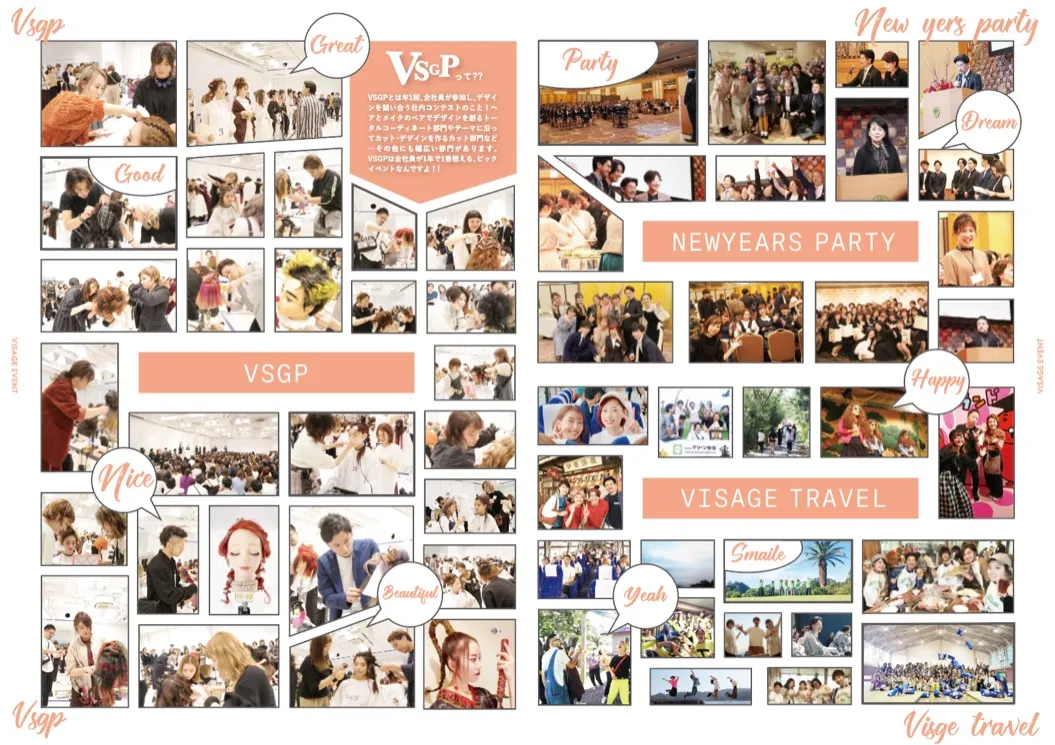 Vsgp
New yers party
Great
VSGPって??
VSGPとは年1回、全社員が参加し、デザイ
ンを競い合う社内コンテストのこと!ヘ
アとメイクのペアでデザインを創るトー
タルコーディネート部門やテーマに沿っ
てカット・デザインを作るカット部門など
…その他にも幅広い部門があります。
VSGPは全社員が1年で1番燃える、ビック
イベントなんですよ!!
Good
Party
Dream
NEWYEARS PARTY
VISAGE EVENT
VSGP
Nice
Beautiful
Happy
VISAGE EVENT
VISAGE TRAVEL
Smaile
Yeah
Vsgp
Visge travel